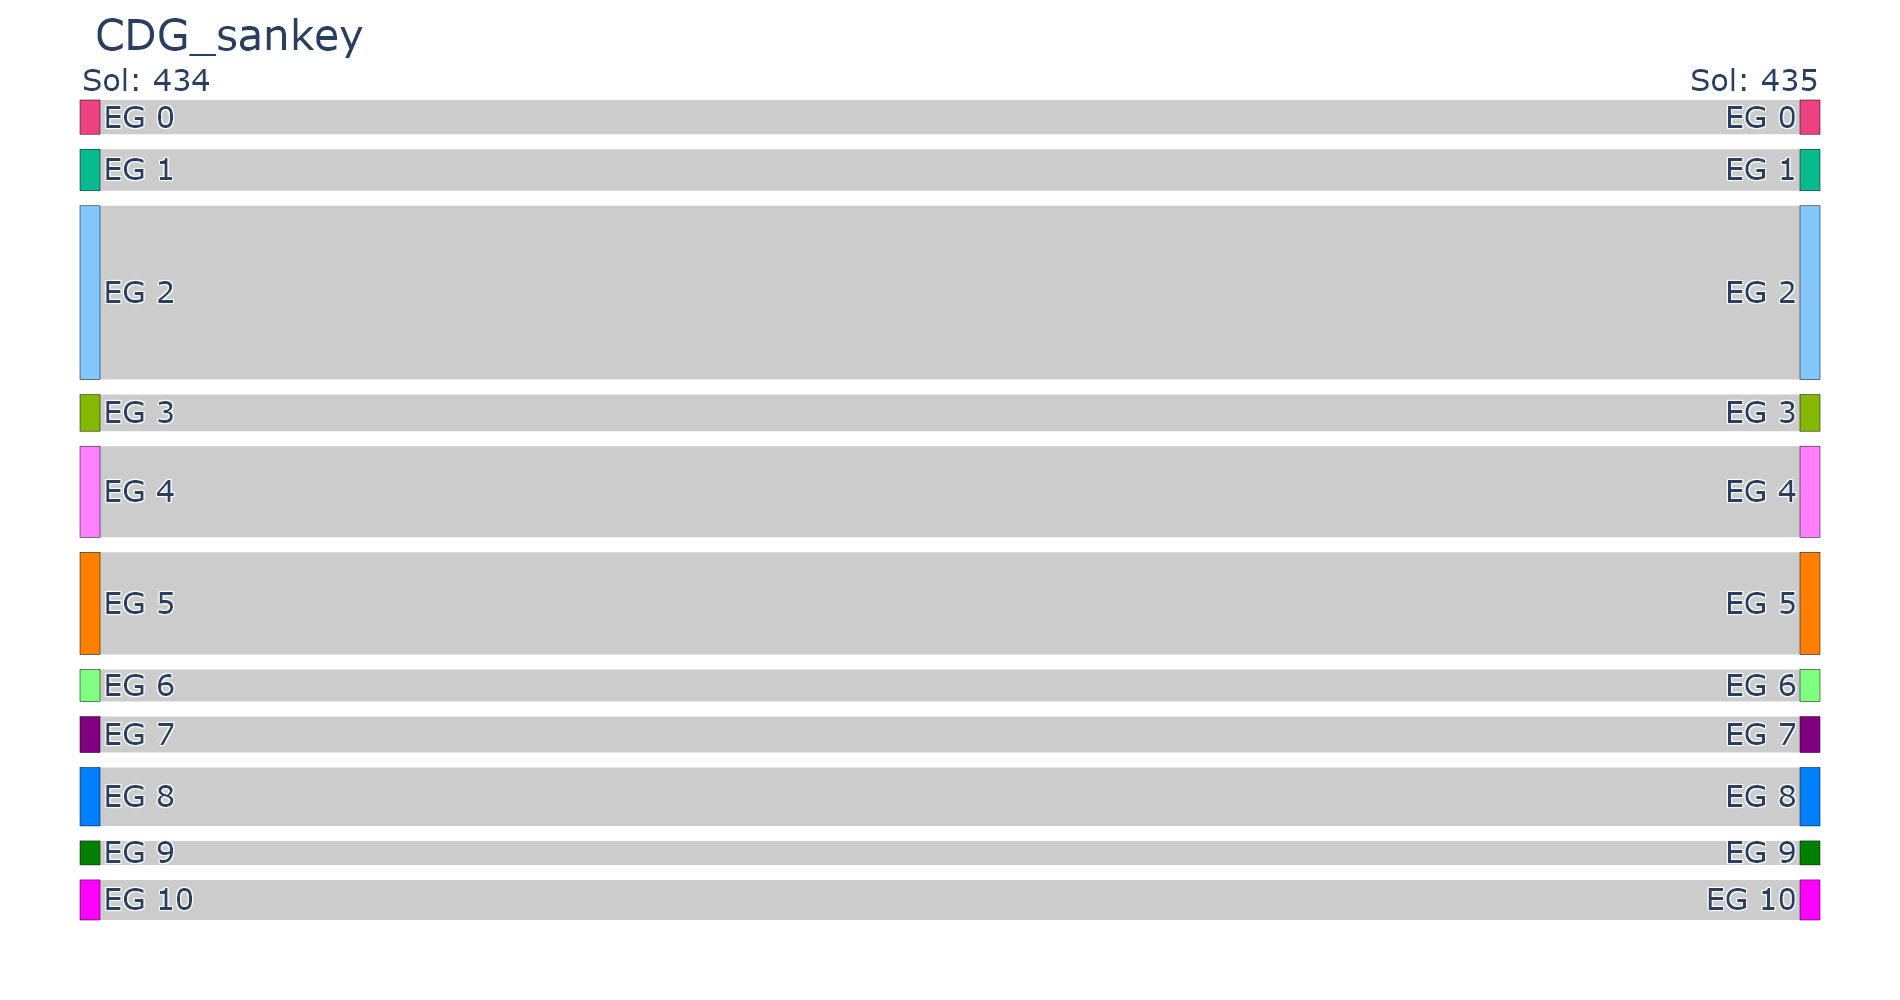 CDG_sankey
Sol: 434 Sol: 435
EG 0 EG 0
EG 1 EG 1
EG 2 EG 2
EG 3 EG 3
EG 4 EG 4
EG 5 EG 5
EG 6 EG 6
EG 7 EG 7
EG 8 EG 8
EG 9 EG 9
EG 10 EG 10